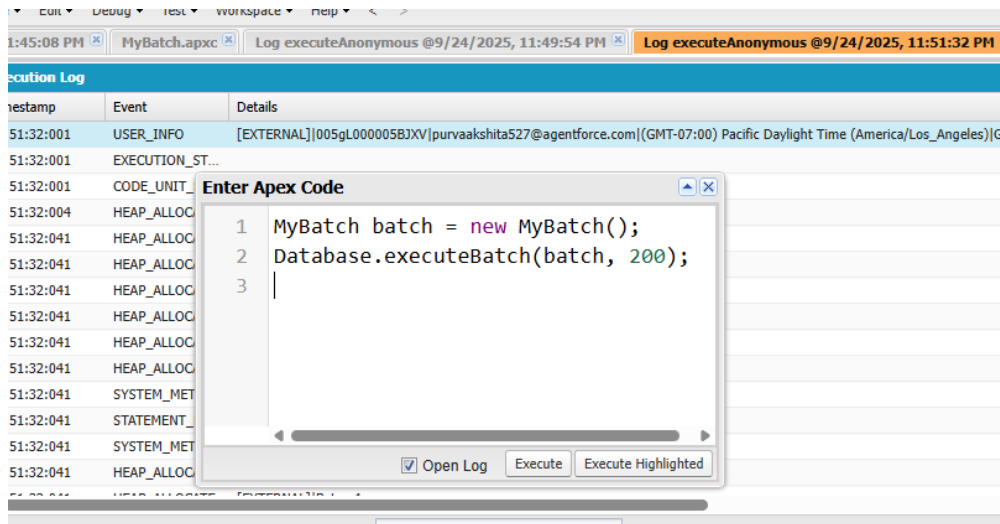 Edit Debug Test Workspace Help < >
1:45:08 PM MyBatch.apxc Log executeAnonymous @9/24/2025, 11:49:54 PM Log executeAnonymous @9/24/2025, 11:51:32 PM
ecution Log
nestamp Event Details
51:32:001 USER_INFO [EXTERNAL]|005gL000005BJXV|purvaakshita527@agentforce.com|(GMT-07:00) Pacific Daylight Time (America/Los_Angeles)|G
51:32:001 EXECUTION_ST...
51:32:001 CODE_UNIT_
51:32:004 HEAP_ALLOC
51:32:041 HEAP_ALLOC
51:32:041 HEAP_ALLOC
51:32:041 HEAP_ALLOC
51:32:041 HEAP_ALLOC
51:32:041 HEAP_ALLOC
51:32:041 HEAP_ALLOC
51:32:041 SYSTEM_MET
51:32:041 STATEMENT_
51:32:041 SYSTEM_MET
51:32:041 HEAP_ALLOC
Enter Apex Code
1 MyBatch batch = new MyBatch();
2 Database.executeBatch(batch, 200);
3
Open Log Execute Execute Highlighted